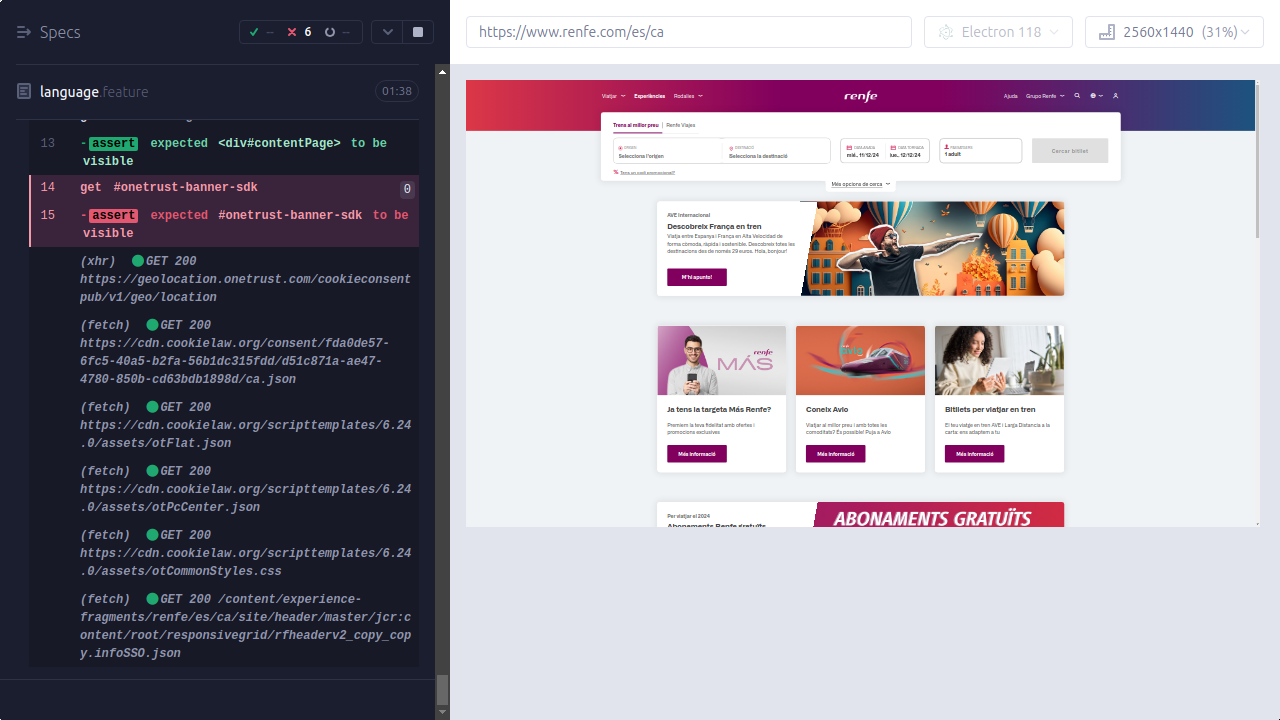 Specs
-- 6 --
language.feature
01:38
13 -assert expected <div#contentPage> to be
visible
14 get #onetrust-banner-sdk 0
15 -assert expected #onetrust-banner-sdk to be
visible
(xhr) GET 200
https://geolocation.onetrust.com/cookieconsent
pub/v1/geo/location
(fetch) GET 200
https://cdn.cookielaw.org/consent/fda0de57-
6fc5-40a5-b2fa-56b1dc315fdd/d51c871a-ae47-
4780-850b-cd63bdb1898d/ca.json
(fetch) GET 200
https://cdn.cookielaw.org/scripttemplates/6.24
.0/assets/otFlat.json
(fetch) GET 200
https://cdn.cookielaw.org/scripttemplates/6.24
.0/assets/otPcCenter.json
(fetch) GET 200
https://cdn.cookielaw.org/scripttemplates/6.24
.0/assets/otCommonStyles.css
(fetch) GET 200 /content/experience-
fragments/renfe/es/ca/site/header/master/jcr:c
ontent/root/responsivegrid/rfheaderv2_copy_cop
y.infoSSO.json
https://www.renfe.com/es/ca
Electron 118
2560x1440 (31%)
Viatjar Experiències Rodalies renfe Ajuda Grupo Renfe
Trens al millor preu | Renfe Viajes
ORIGEN
Selecciona l'origen
DESTINACIÓ
Selecciona la destinació
DATA ANADA
mié., 11/12/24
DATA TORNADA
jue., 12/12/24
PASSATGERS
1 adult
Cercar bitllet
Tens un codi promocional?
Més opcions de cerca
AVE Internacional
Descobreix França en tren
Viatja entre Espanya i França en Alta Velocidad de
forma còmoda, ràpida i sostenible. Descobreix totes les
destinacions des de només 29 euros. Hola, bonjour!
M'hi apunto!
renfe
MÁS
Ja tens la targeta Más Renfe?
Premiem la teva fidelitat amb ofertes i
promocions exclusives
Més informació
Coneix Avlo
Viatjar al millor preu i amb totes les
comoditats? És possible! Puja a Avlo
Més informació
Bitllets per viatjar en tren
El teu viatge en tren AVE i Larga Distancia a la
carta: ens adaptem a tu
Més informació
Per viatjar el 2024
Abonaments Renfe gratuïts
ABONAMENTS GRATUÏTS